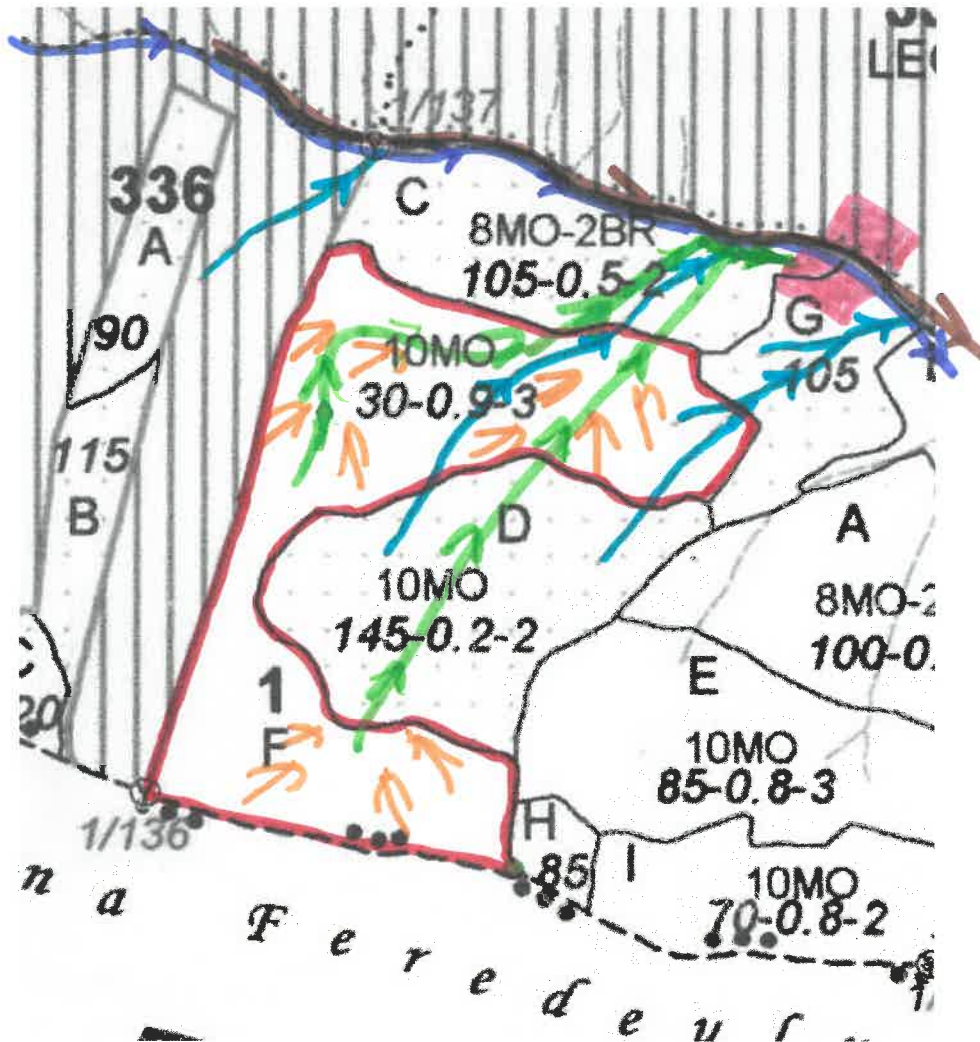 LE
1/137
336
A
C
8MO-2BR
105-0.5-2
90
G
10MO
30-0.9-3
105
115
B
D
A
10MO
145-0.2-2
8MO-2
100-0.
E
1
F
20
10MO
85-0.8-3
1/136
H
85
I
10MO
70-0.8-2
na Feredeul